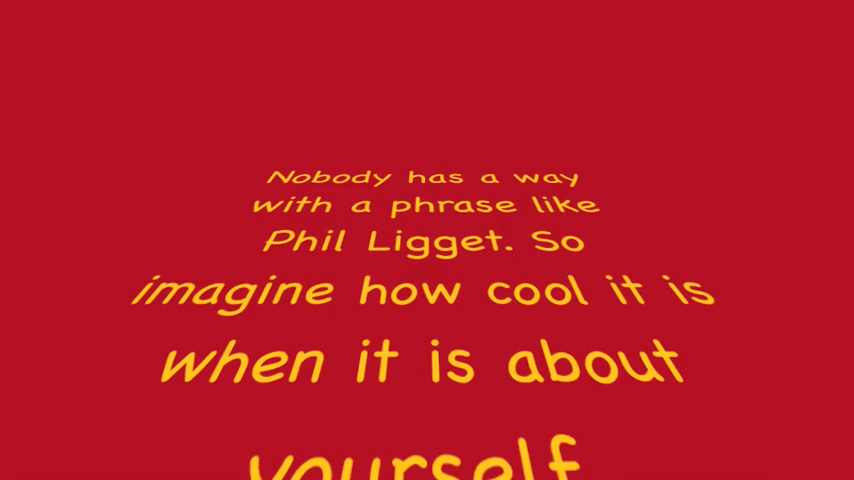 Nobody has a way
with a phrase like
Phil Ligget. So
imagine how cool it is
when it is about
yourself